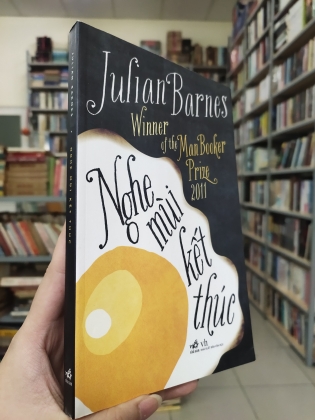 Julian Barnes
Winner
of the Man Booker
Prize
2011
Nghe
mùi
kết
thúc